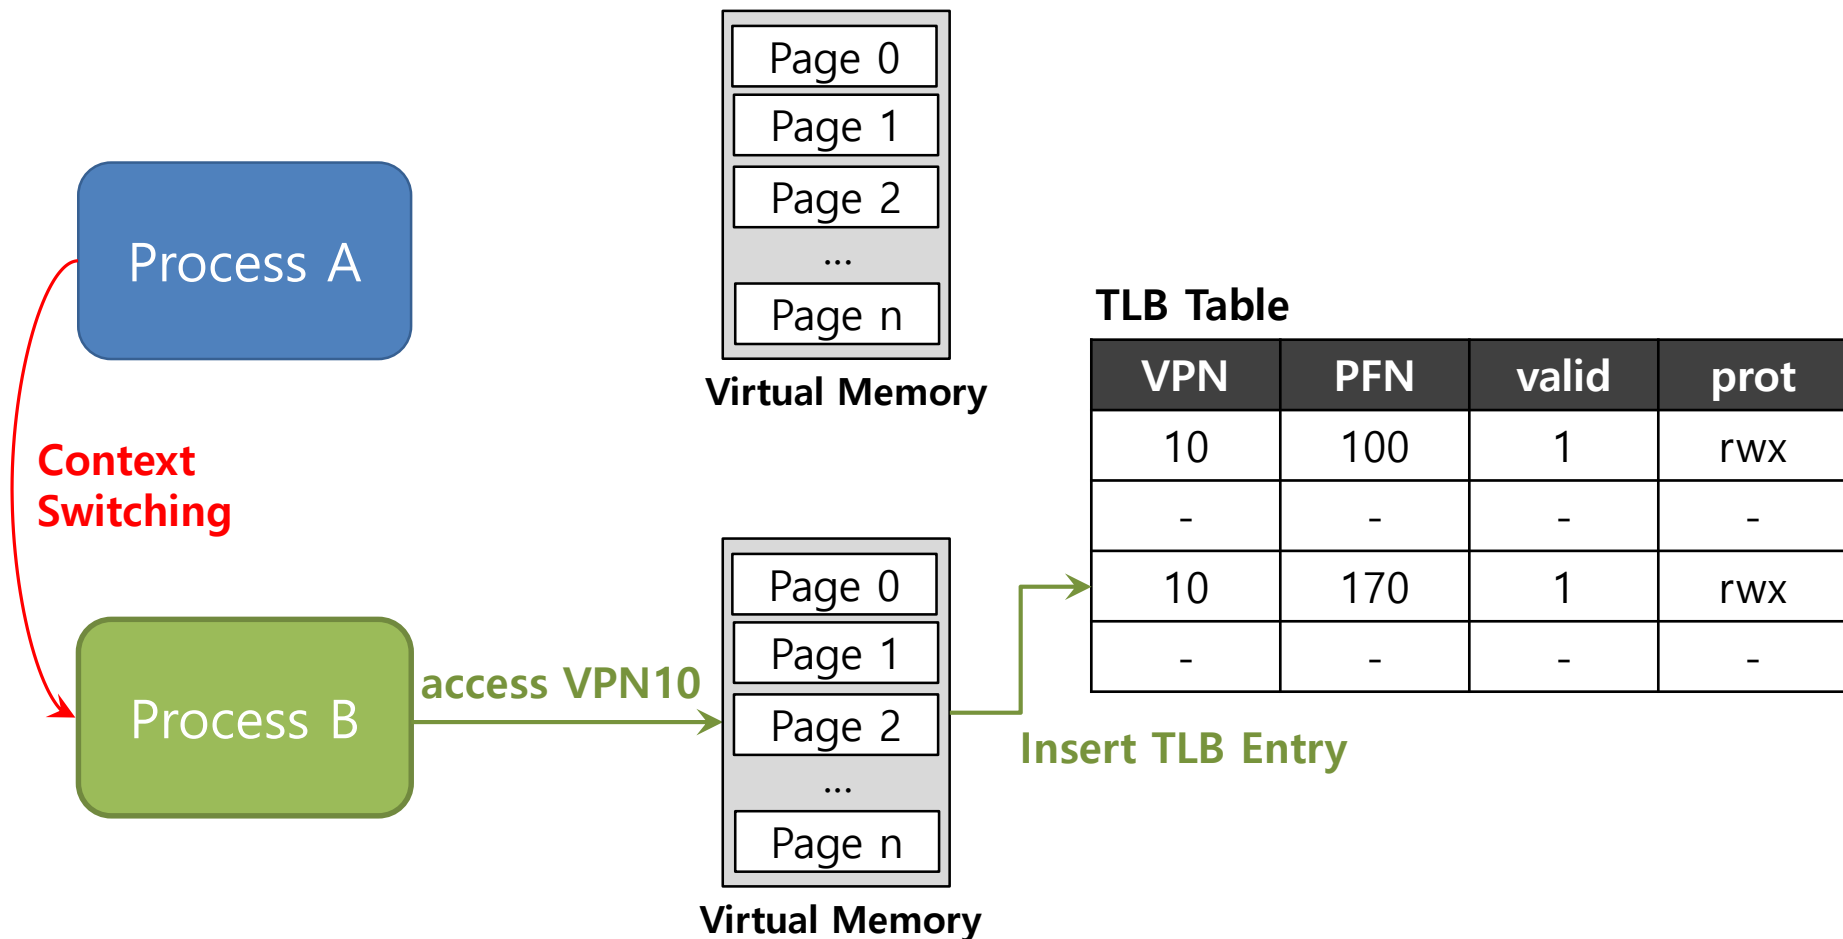 Process A
Context
Switching
Process B
access VPN10
Page 0
Page 1
Page 2
...
Page n
Virtual Memory
Page 0
Page 1
Page 2
...
Page n
Virtual Memory
Insert TLB Entry
TLB Table
VPN PFN valid prot
10 100 1 rwx
- - - -
10 170 1 rwx
- - - -